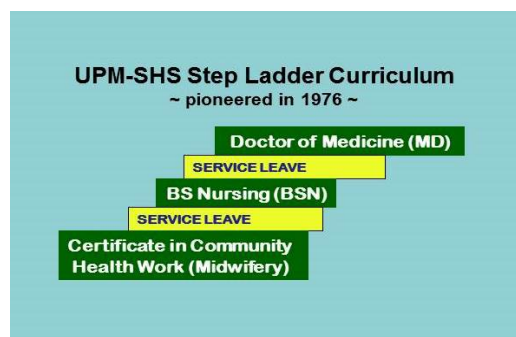 UPM-SHS Step Ladder Curriculum
~ pioneered in 1976 ~
Doctor of Medicine (MD)
SERVICE LEAVE
BS Nursing (BSN)
SERVICE LEAVE
Certificate in Community
Health Work (Midwifery)